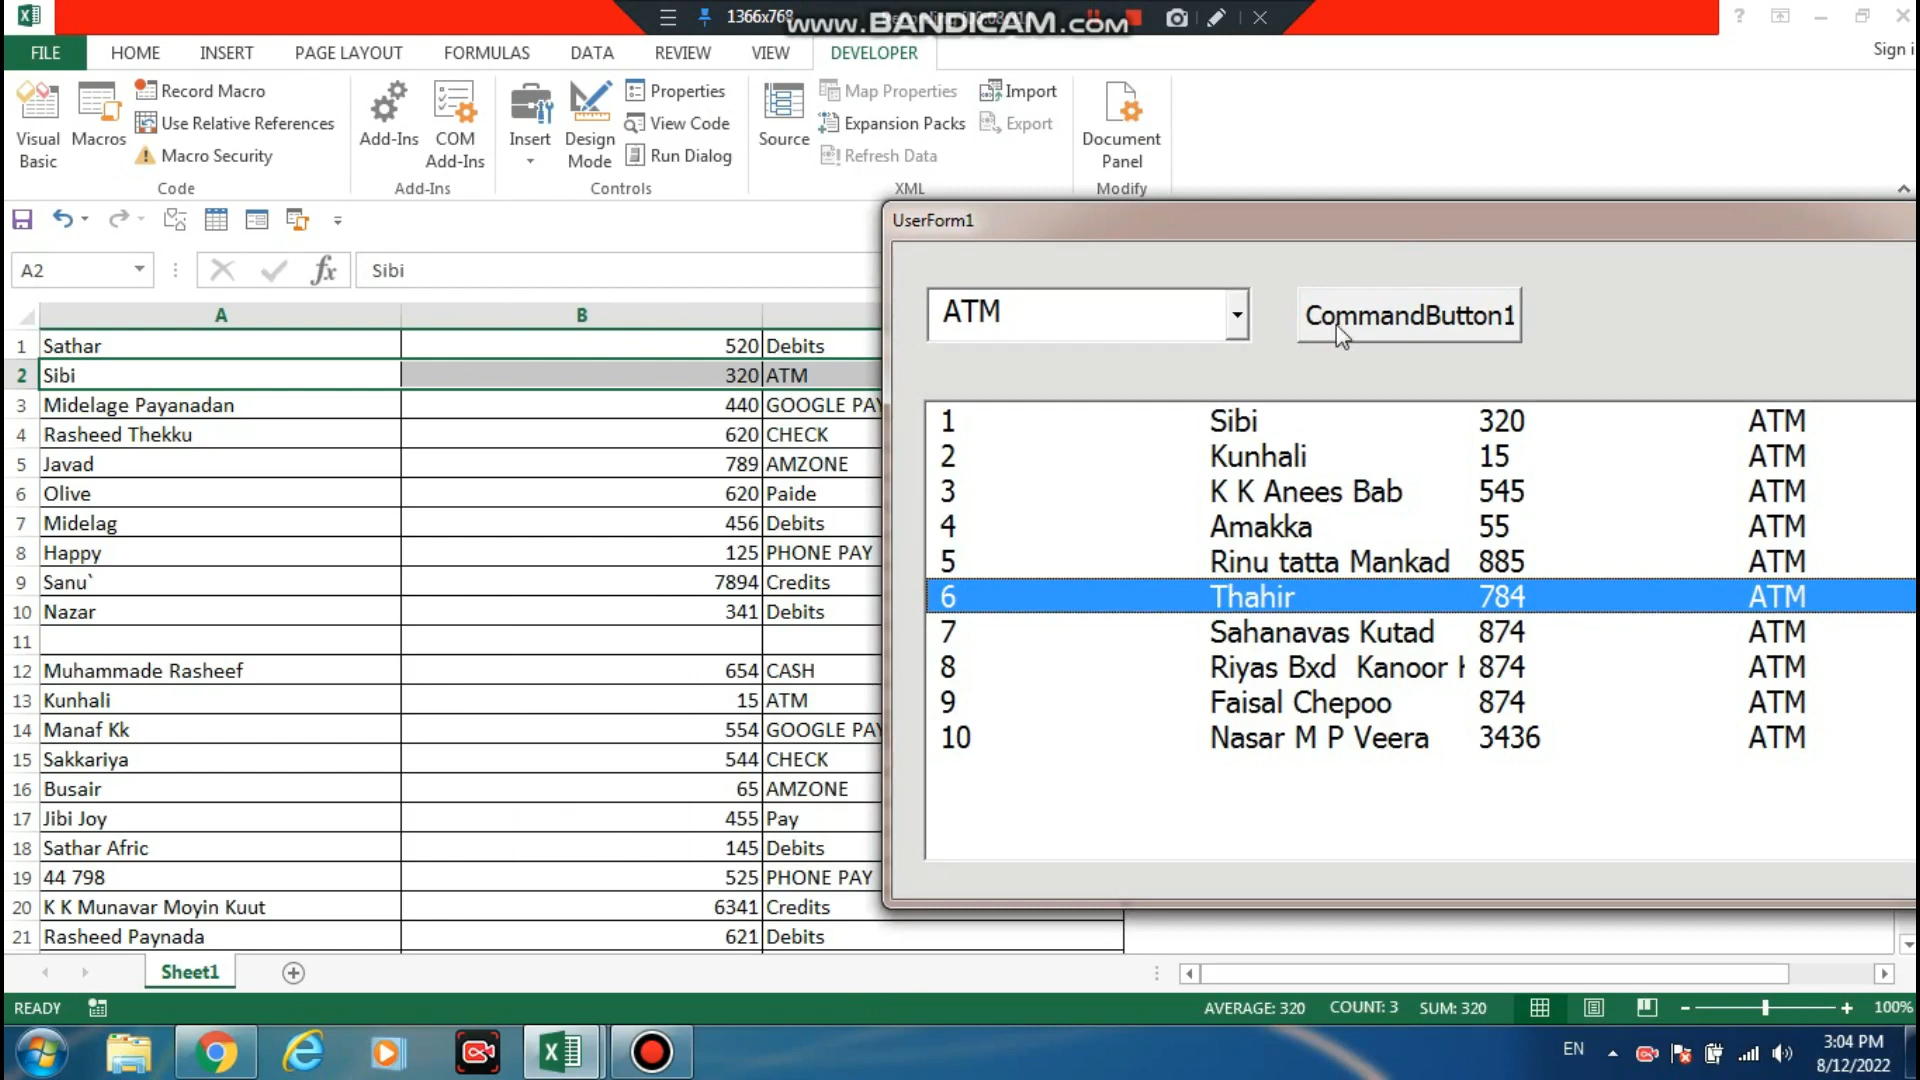 1366x768
www.BANDICAM.com
Sign i
FILE HOME INSERT PAGE LAYOUT FORMULAS DATA REVIEW VIEW DEVELOPER
Visual Basic
Macros
Record Macro
Use Relative References
Macro Security
Code
Add-Ins
COM Add-Ins
Add-Ins
Insert
Design Mode
Properties
View Code
Run Dialog
Controls
Source
Map Properties
Expansion Packs
Refresh Data
Import
Export
XML
Document Panel
Modify
A2 fx Sibi
A B
1 Sathar 520 Debits
2 Sibi 320 ATM
3 Midelage Payanadan 440 GOOGLE PAY
4 Rasheed Thekku 620 CHECK
5 Javad 789 AMZONE
6 Olive 620 Paide
7 Midelag 456 Debits
8 Happy 125 PHONE PAY
9 Sanu` 7894 Credits
10 Nazar 341 Debits
11
12 Muhammade Rasheef 654 CASH
13 Kunhali 15 ATM
14 Manaf Kk 554 GOOGLE PAY
15 Sakkariya 544 CHECK
16 Busair 65 AMZONE
17 Jibi Joy 455 Pay
18 Sathar Afric 145 Debits
19 44 798 525 PHONE PAY
20 K K Munavar Moyin Kuut 6341 Credits
21 Rasheed Paynada 621 Debits
UserForm1
ATM
CommandButton1
1 Sibi 320 ATM
2 Kunhali 15 ATM
3 K K Anees Bab 545 ATM
4 Amakka 55 ATM
5 Rinu tatta Mankad 885 ATM
6 Thahir 784 ATM
7 Sahanavas Kutad 874 ATM
8 Riyas Bxd Kanoor 874 ATM
9 Faisal Chepoo 874 ATM
10 Nasar M P Veera 3436 ATM
Sheet1
READY AVERAGE: 320 COUNT: 3 SUM: 320 100%
EN
3:04 PM
8/12/2022